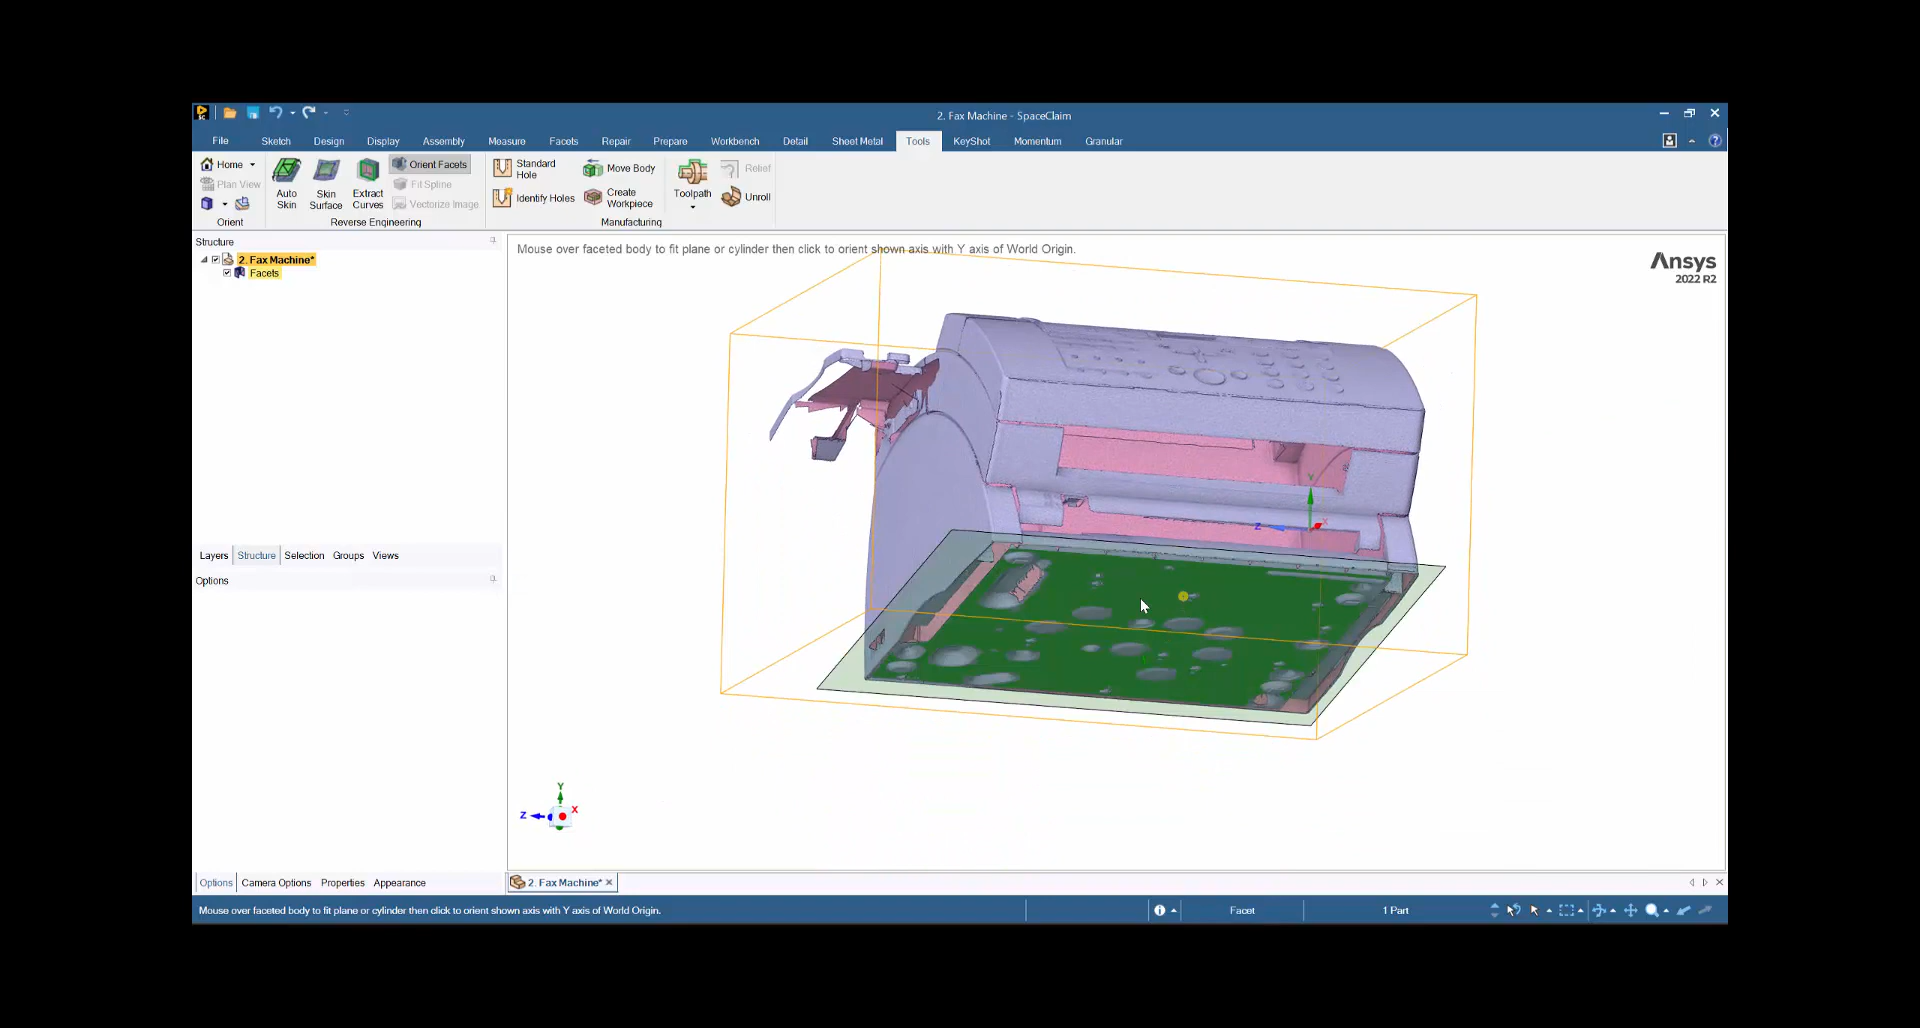 2. Fax Machine - SpaceClaim
File Sketch Design Display Assembly Measure Facets Repair Prepare Workbench Detail Sheet Metal Tools KeyShot Momentum Granular
Home
Plan View
Orient
Auto Skin
Skin Surface
Extract Curves
Orient Facets
Fit Spline
Vectorize Image
Reverse Engineering
Standard Hole
Identify Holes
Move Body
Create Workpiece
Manufacturing
Toolpath
Relief
Unroll
Structure
2. Fax Machine*
Facets
Mouse over faceted body to fit plane or cylinder then click to orient shown axis with Y axis of World Origin.
Ansys
2022 R2
Y
Z
X
Layers Structure Selection Groups Views
Options
Y
Z
X
Options Camera Options Properties Appearance
2. Fax Machine*
Mouse over faceted body to fit plane or cylinder then click to orient shown axis with Y axis of World Origin.
Facet
1 Part